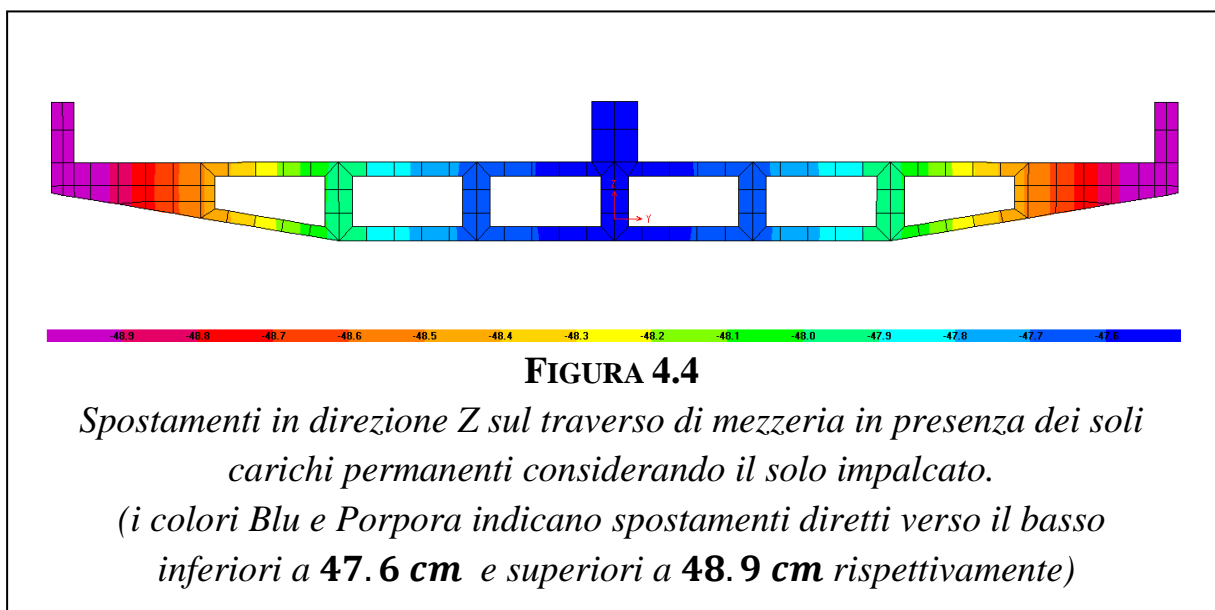 Z
Y
-48.9 -48.8 -48.7 -48.6 -48.5 -48.4 -48.3 -48.2 -48.1 -48.0 -47.9 -47.8 -47.7 -47.6
FIGURA 4.4
Spostamenti in direzione Z sul traverso di mezzeria in presenza dei soli
carichi permanenti considerando il solo impalcato.
(i colori Blu e Porpora indicano spostamenti diretti verso il basso
inferiori a 47.6 cm e superiori a 48.9 cm rispettivamente)